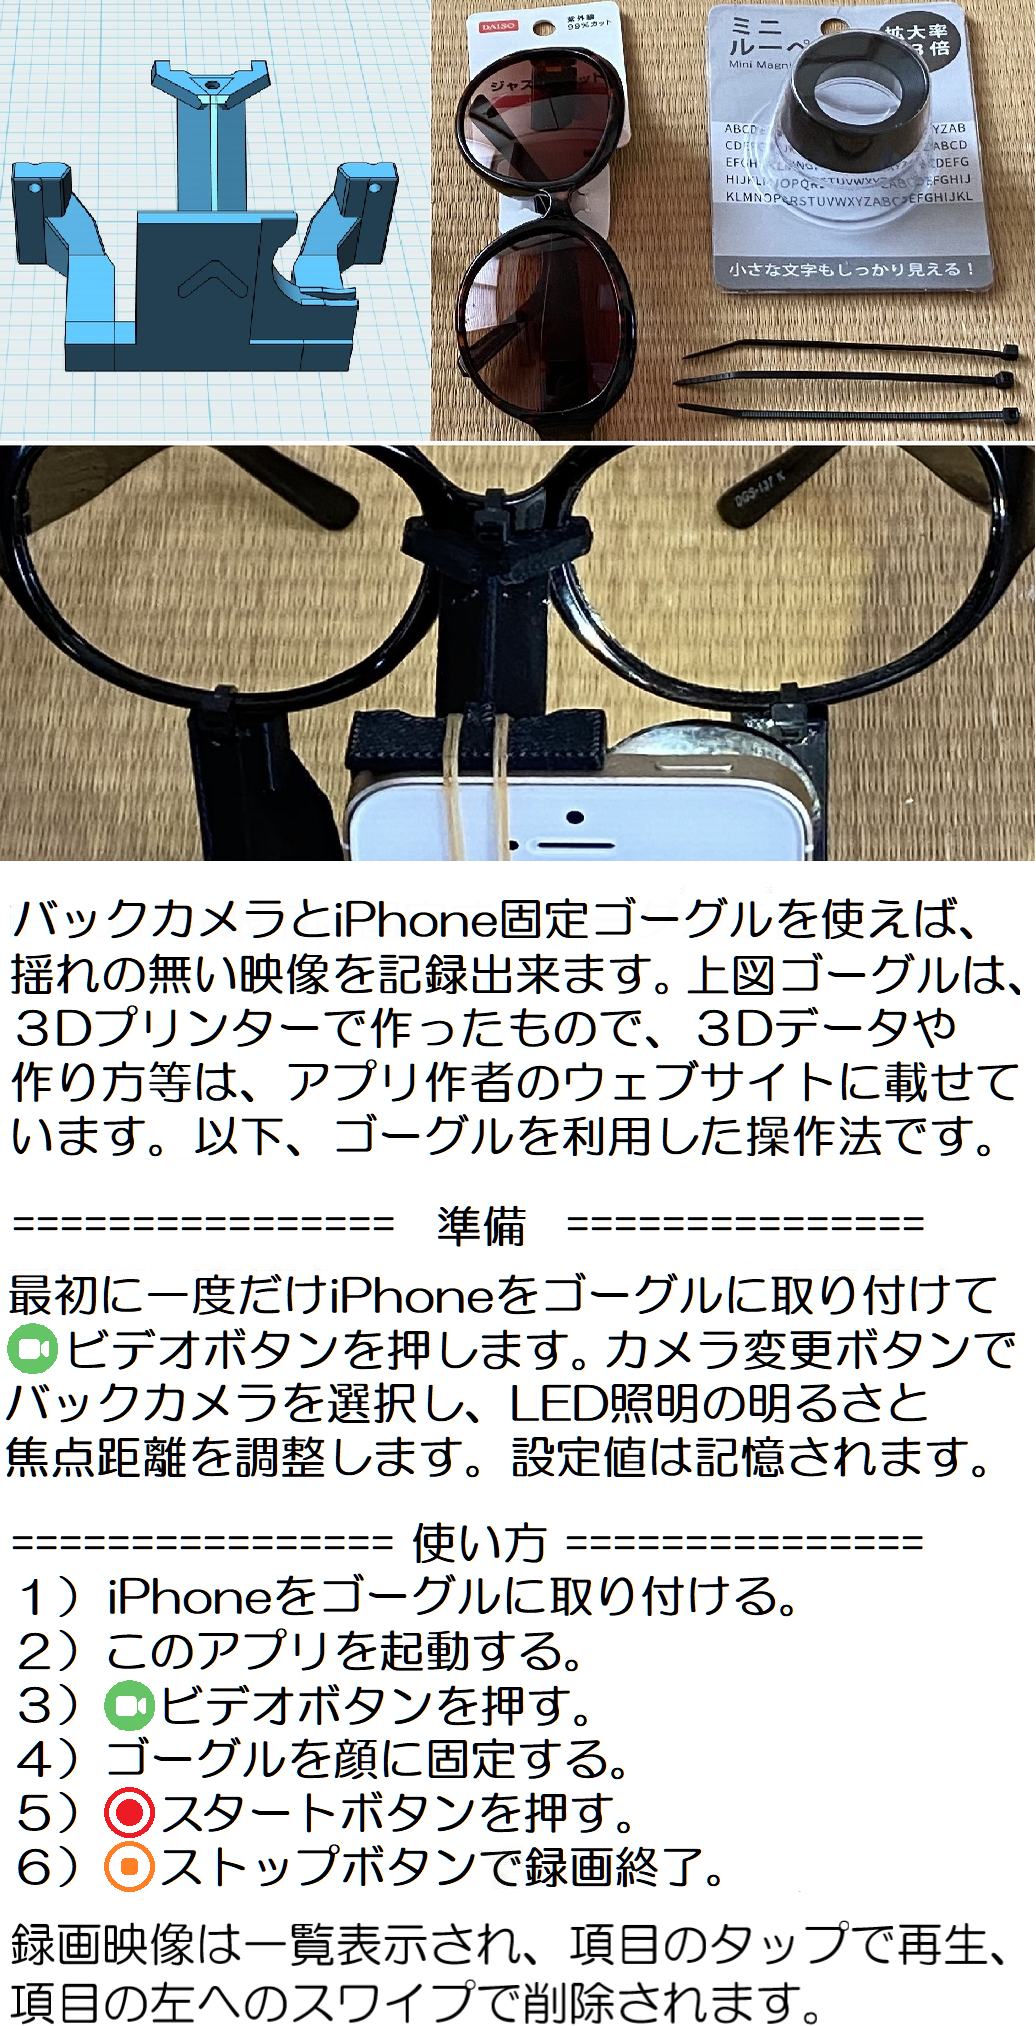 DAISO
紫外線
99%カット
ミニ
ルーペ
Mini Magni
拡大率
3倍
YZAB
ABCD
CDEFG
HIJKL
KLMNOP
RSTUVWXYZABC
EFGHIJKL
小さな文字もしっかり見える！
DGS-137 K
バックカメラとiPhone固定ゴーグルを使えば、
揺れの無い映像を記録出来ます。上図ゴーグルは、
３Dプリンターで作ったもので、３Dデータや
作り方等は、アプリ作者のウェブサイトに載せて
います。以下、ゴーグルを利用した操作法です。
================ 準備 ===============
最初に一度だけiPhoneをゴーグルに取り付けて
ビデオボタンを押します。カメラ変更ボタンで
バックカメラを選択し、LED照明の明るさと
焦点距離を調整します。設定値は記憶されます。
================ 使い方 ===============
１）iPhoneをゴーグルに取り付ける。
２）このアプリを起動する。
３）ビデオボタンを押す。
４）ゴーグルを顔に固定する。
５）スタートボタンを押す。
６）ストップボタンで録画終了。
録画映像は一覧表示され、項目のタップで再生、
項目の左へのスワイプで削除されます。